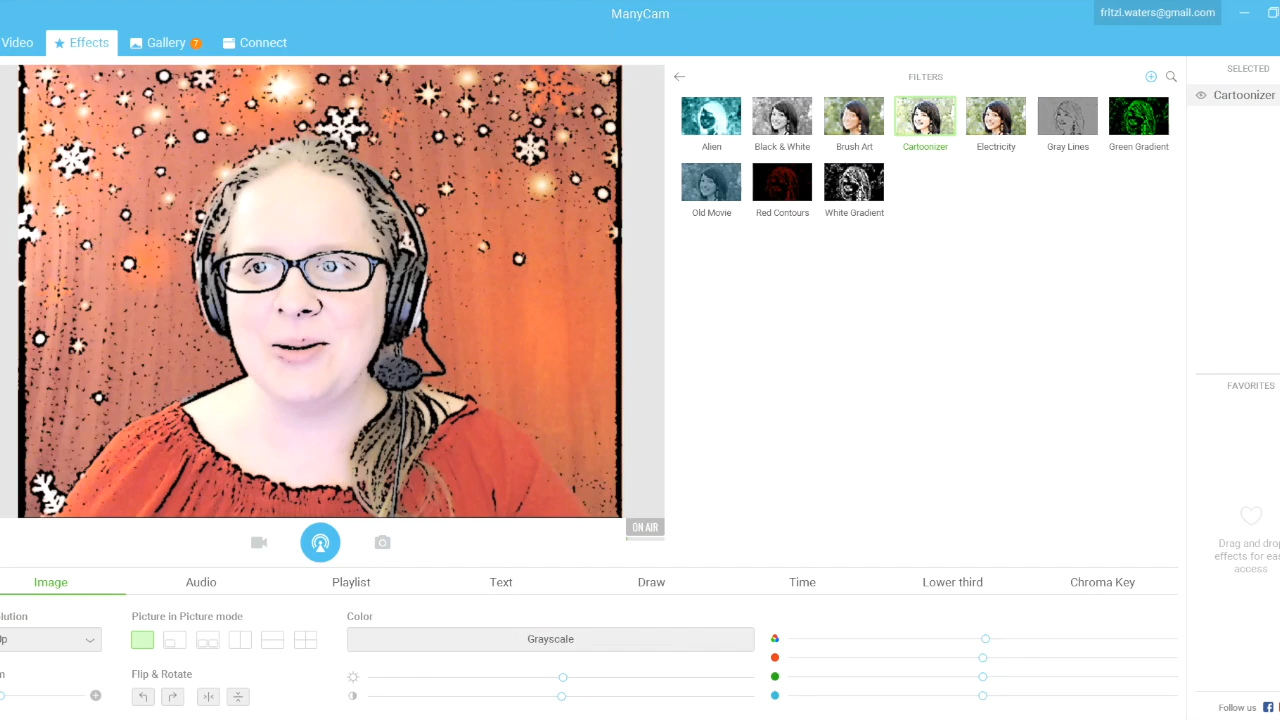 ManyCam
fritzi.waters@gmail.com
Video
Effects
Gallery 7
Connect
FILTERS
SELECTED
Cartoonizer
Alien
Black & White
Brush Art
Cartoonizer
Electricity
Gray Lines
Green Gradient
Old Movie
Red Contours
White Gradient
FAVORITES
Drag and drop
effects for eas
access
ON AIR
Image
Audio
Playlist
Text
Draw
Time
Lower third
Chroma Key
lution
Picture in Picture mode
Color
0p
Grayscale
m
Flip & Rotate
Follow us